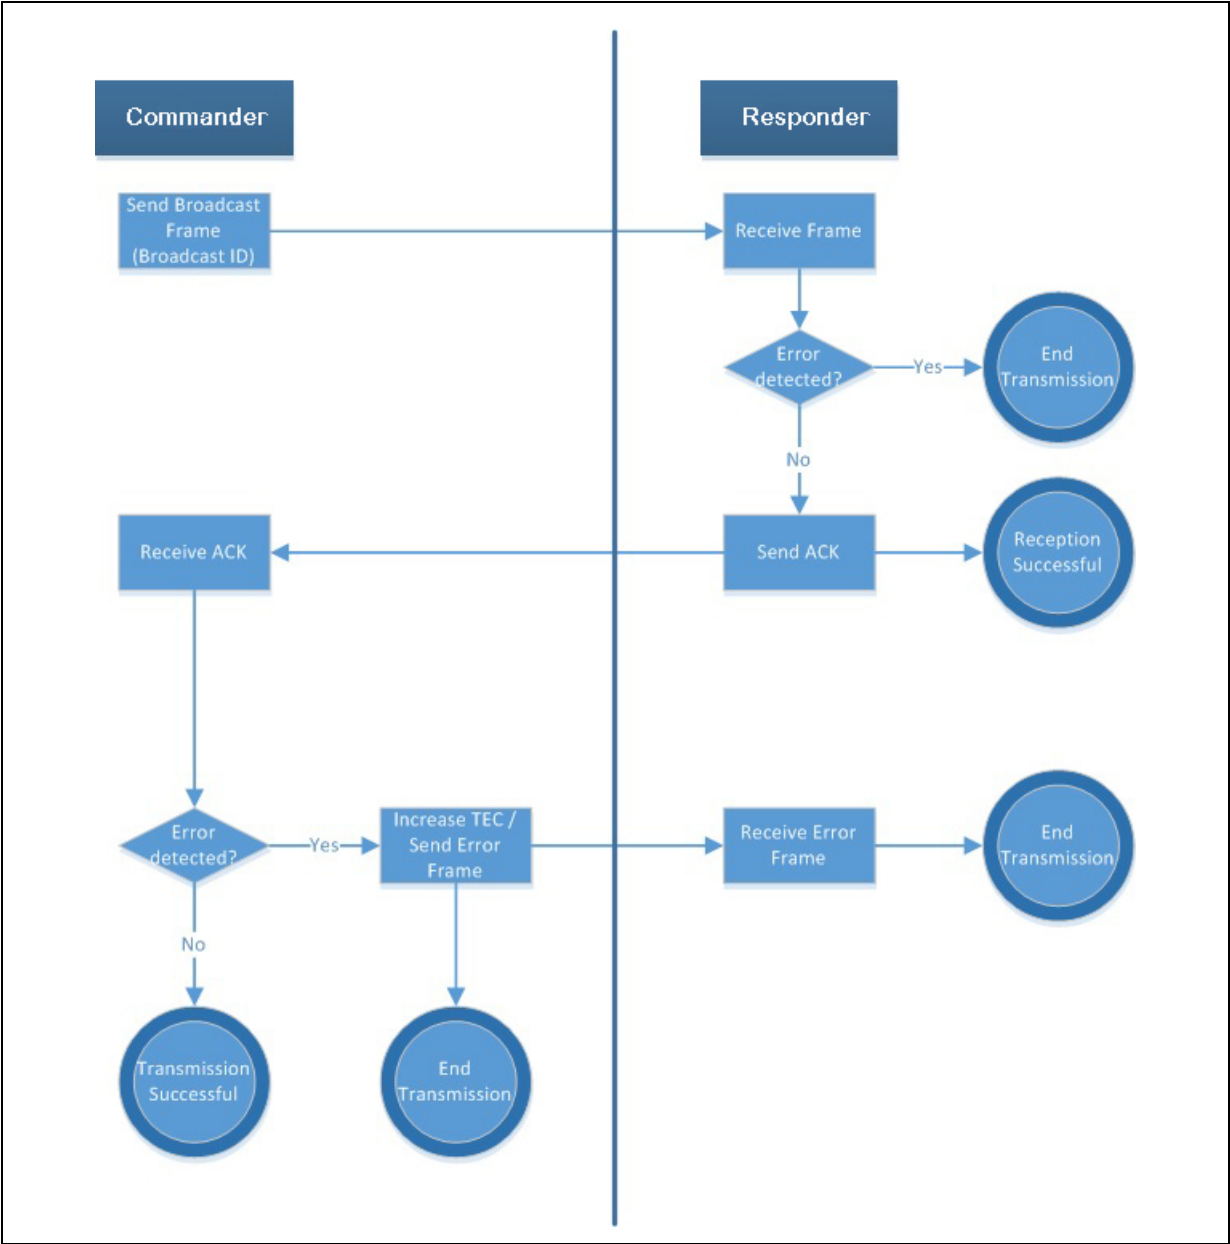 Commander
Responder
Send Broadcast
Frame
(Broadcast ID)
Receive Frame
Error
detected?
Yes
End
Transmission
No
Receive ACK
Send ACK
Reception
Successful
Error
detected?
Yes
Increase TEC /
Send Error
Frame
Receive Error
Frame
End
Transmission
No
Transmission
Successful
End
Transmission